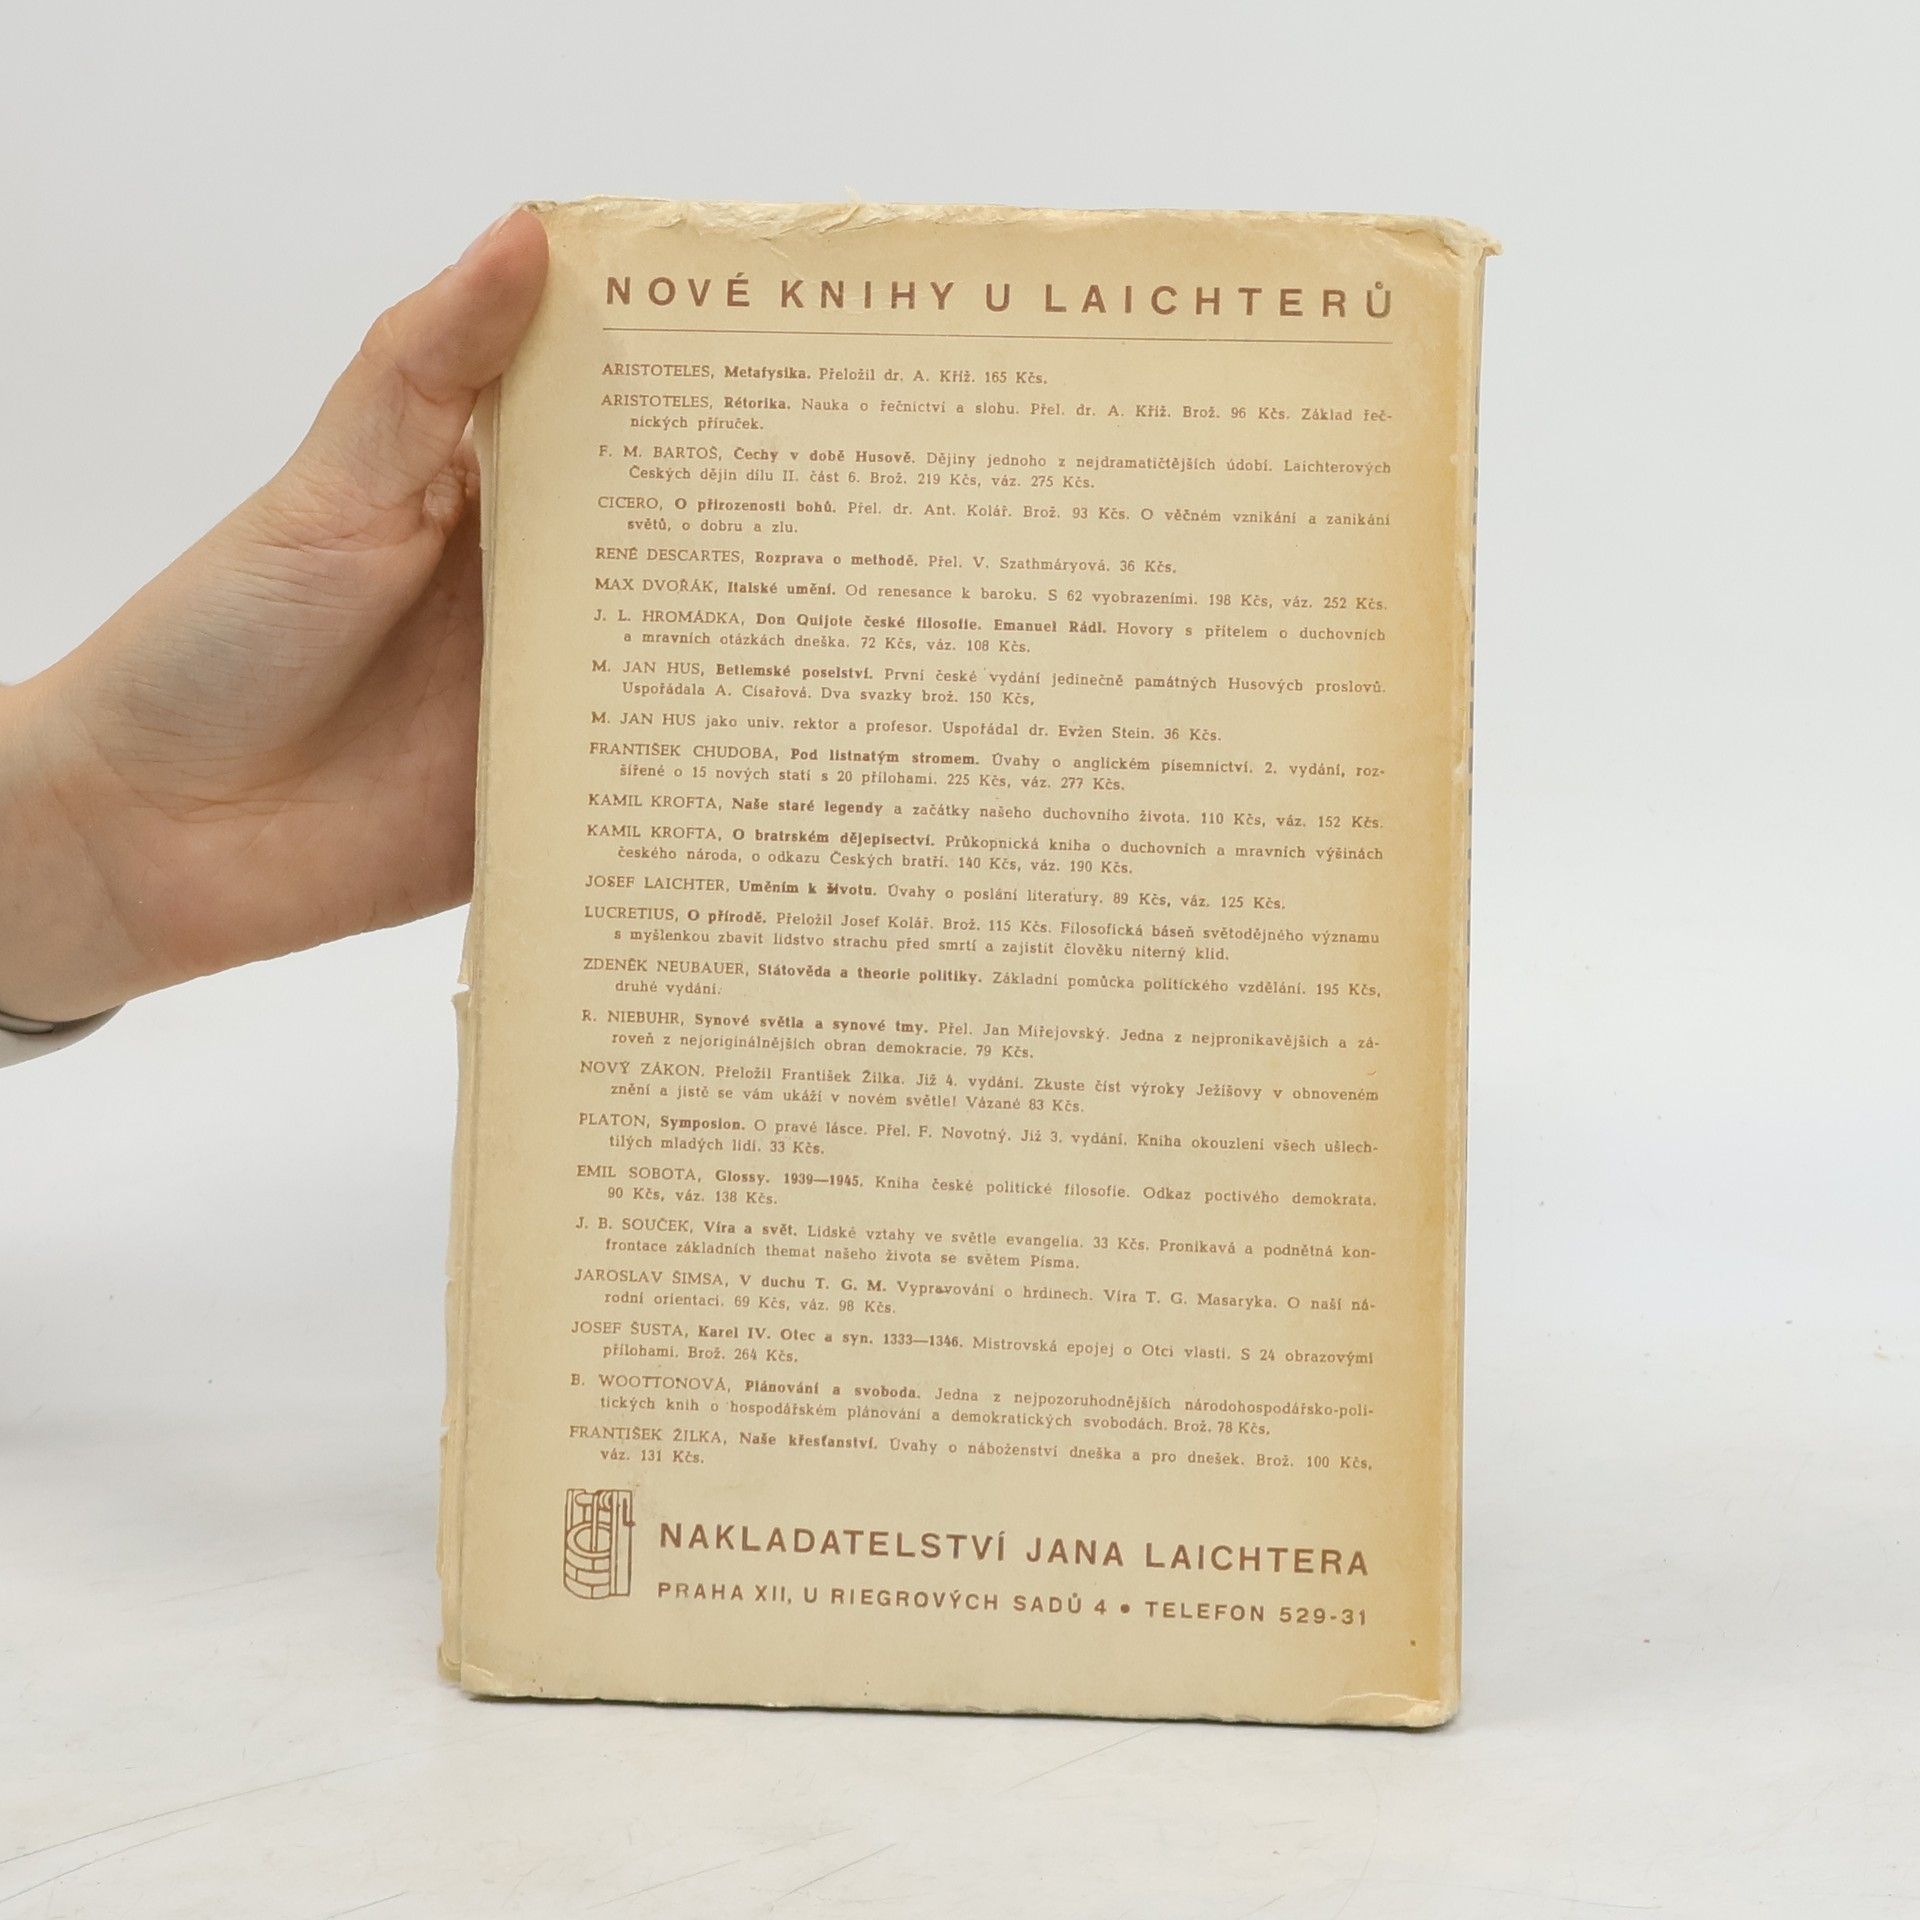 NOVÉ KNIHY U LAICHTERŮ
ARISTOTELES, Metafysika. Přeložil dr. A. Kříž. 165 Kčs.
ARISTOTELES, Rétorika. Nauka o řečnictví a slohu. Přel. dr. A. Kříž. Brož. 96 Kčs. Základ řeč-
nických příruček.
F. M. BARTOŠ, Čechy v době Husově. Dějiny jednoho z nejdramatičtějších údobí. Laichterových
Českých dějin dílu II. část 6. Brož. 219 Kčs, váz. 275 Kčs.
CICERO, O přirozenosti bohů. Přel. dr. Ant. Kolář. Brož. 93 Kčs. O věčném vznikání a zanikání
světů, o dobru a zlu.
RENÉ DESCARTES, Rozprava o methodě. Přel. V. Szathmáryová. 36 Kčs.
MAX DVOŘÁK, Italské umění. Od renesance k baroku. S 62 vyobrazeními. 198 Kčs, váz. 252 Kčs.
J. L. HROMÁDKA, Don Quijote české filosofie. Emanuel Rádl. Hovory s přítelem o duchovních
a mravních otázkách dneška. 72 Kčs, váz. 108 Kčs.
M. JAN HUS, Betlemské poselství. První české vydání jedinečně památných Husových proslovů.
Uspořádala A. Císařová. Dva svazky brož. 150 Kčs.
M. JAN HUS jako univ. rektor a profesor. Uspořádal dr. Evžen Stein. 36 Kčs.
FRANTIŠEK CHUDOBA, Pod listnatým stromem. Úvahy o anglickém písemnictví. 2. vydání, roz-
šířené o 15 nových statí s 20 přílohami. 225 Kčs, váz. 277 Kčs.
KAMIL KROFTA, Naše staré legendy a začátky našeho duchovního života. 110 Kčs, váz. 152 Kčs.
KAMIL KROFTA, O bratrském dějepisectví. Průkopnická kniha o duchovních a mravních výšinách
českého národa, o odkazu Českých bratří. 140 Kčs, váz. 190 Kčs.
JOSEF LAICHTER, Uměním k životu. Úvahy o poslání literatury. 89 Kčs, váz. 125 Kčs.
LUCRETIUS, O přírodě. Přeložil Josef Kolář. Brož. 115 Kčs. Filosofická báseň světodějného významu
s myšlenkou zbavit lidstvo strachu před smrtí a zajistit člověku niterný klid.
ZDENĚK NEUBAUER, Státověda a theorie politiky. Základní pomůcka politického vzdělání. 195 Kčs,
druhé vydání.
R. NIEBUHR, Synové světla a synové tmy. Přel. Jan Miřejovský. Jedna z nejpronikavějších a zá-
roveň z nejoriginálnějších obran demokracie. 79 Kčs.
NOVÝ ZÁKON. Přeložil František Žilka. Již 4. vydání. Zkuste číst výroky Ježíšovy v obnoveném
znění a jistě se vám ukáží v novém světle! Vázané 83 Kčs.
PLATON, Symposion. O pravé lásce. Přel. F. Novotný. Již 3. vydání. Kniha okouzlení všech ušlech-
tilých mladých lidí. 33 Kčs.
EMIL SOBOTA, Glossy. 1939—1945. Kniha české politické filosofie. Odkaz poctivého demokrata.
90 Kčs, váz. 138 Kčs.
J. B. SOUČEK, Víra a svět. Lidské vztahy ve světle evangelia. 33 Kčs. Pronikavá a podnětná kon-
frontace základních themat našeho života se světem Písma.
JAROSLAV ŠIMSA, V duchu T. G. M. Vypravování o hrdinech. Víra T. G. Masaryka. O naší ná-
rodní orientaci. 69 Kčs, váz. 98 Kčs.
JOSEF ŠUSTA, Karel IV. Otec a syn. 1333—1346. Mistrovská epojej o Otci vlasti. S 24 obrazovými
přílohami. Brož. 264 Kčs.
B. WOOTTONOVÁ, Plánování a svoboda. Jedna z nejpozoruhodnějších národohospodářsko-poli-
tických knih o hospodářském plánování a demokratických svobodách. Brož. 78 Kčs.
FRANTIŠEK ŽILKA, Naše křesťanství. Úvahy o náboženství dneška a pro dnešek. Brož. 100 Kčs,
váz. 131 Kčs.
NAKLADATELSTVÍ JANA LAICHTERA
PRAHA XII, U RIEGROVÝCH SADŮ 4 • TELEFON 529-31